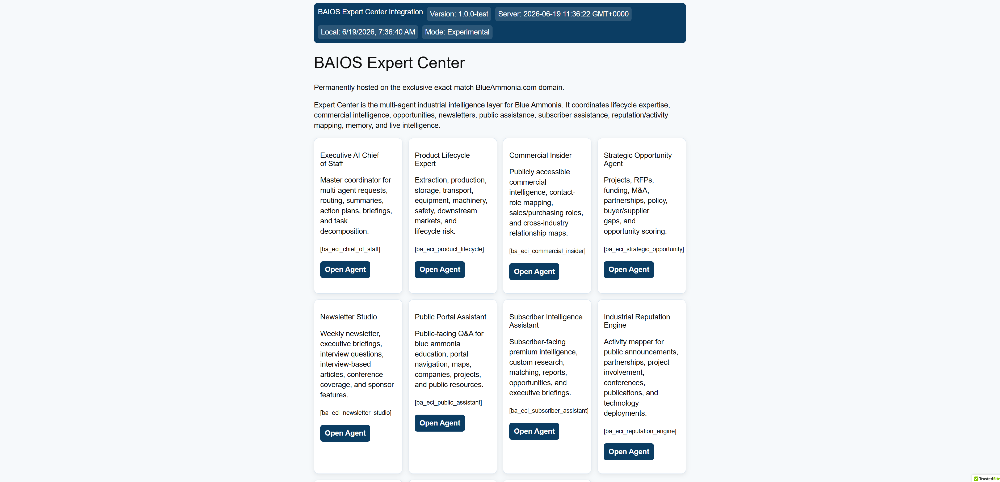 BAIOS Expert Center Integration
Version: 1.0.0-test
Server: 2026-06-19 11:36:22 GMT+0000
Local: 6/19/2026, 7:36:40 AM
Mode: Experimental
BAIOS Expert Center
Permanently hosted on the exclusive exact-match BlueAmmonia.com domain.
Expert Center is the multi-agent industrial intelligence layer for Blue Ammonia. It coordinates lifecycle expertise,
commercial intelligence, opportunities, newsletters, public assistance, subscriber assistance, reputation/activity
mapping, memory, and live intelligence.
Executive AI Chief
of Staff
Master coordinator for
multi-agent requests,
routing, summaries,
action plans, briefings,
and task
decomposition.
[ba_eci_chief_of_staff]
Open Agent
Product Lifecycle
Expert
Extraction, production,
storage, transport,
equipment, machinery,
safety, downstream
markets, and
lifecycle risk.
[ba_eci_product_lifecycle]
Open Agent
Commercial Insider
Publicly accessible
commercial
intelligence, contact-
role mapping,
sales/purchasing roles,
and cross-industry
relationship maps.
[ba_eci_commercial_insider]
Open Agent
Strategic Opportunity
Agent
Projects, RFPs,
funding, M&A,
partnerships, policy,
buyer/supplier
gaps, and
opportunity scoring.
[ba_eci_strategic_opportunity]
Open Agent
Newsletter Studio
Weekly newsletter,
executive briefings,
interview questions,
interview-based
articles, conference
coverage, and sponsor
features.
[ba_eci_newsletter_studio]
Open Agent
Public Portal Assistant
Public-facing Q&A for
blue ammonia
education, portal
navigation, maps,
companies, projects,
and public resources.
[ba_eci_public_assistant]
Open Agent
Subscriber Intelligence
Assistant
Subscriber-facing
premium intelligence,
custom research,
matching, reports,
opportunities, and
executive briefings.
[ba_eci_subscriber_assistant]
Open Agent
Industrial Reputation
Engine
Activity mapper for
public announcements,
partnerships, project
involvement,
conferences,
publications, and
technology
deployments.
[ba_eci_reputation_engine]
Open Agent
TrustedSite